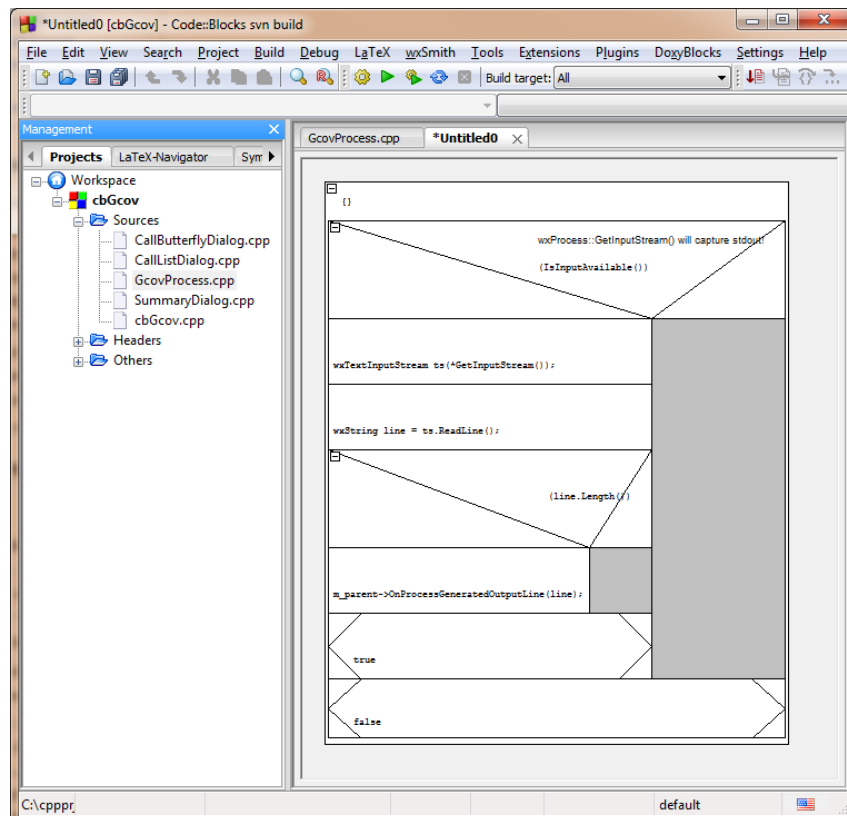 *Untitled0 [cbGcov] - Code::Blocks svn build
File Edit View Search Project Build Debug LaTeX wxSmith Tools Extensions Plugins DoxyBlocks Settings Help
Build target: All
Management
GcovProcess.cpp *Untitled0
Projects LaTeX-Navigator Sym
Workspace
cbGcov
Sources
CallButterflyDialog.cpp
CallListDialog.cpp
GcovProcess.cpp
SummaryDialog.cpp
cbGcov.cpp
Headers
Others
{}
wxProcess::GetInputStream() will capture stdout!
(IsInputAvailable())
wxTextInputStream ts(*GetInputStream());
wxString line = ts.ReadLine();
(line.Length())
m_parent->OnProcessGeneratedOutputLine(line);
true
false
C:\cpppr
default